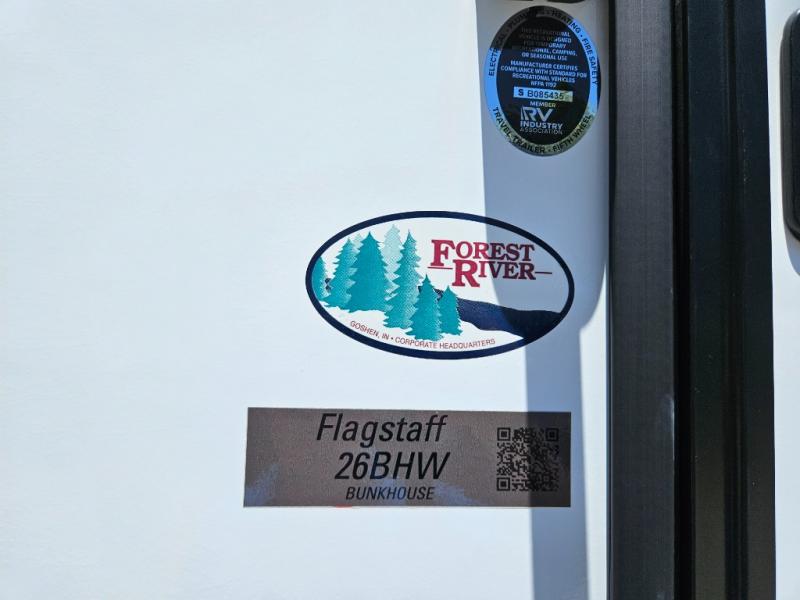 ELECTRICAL • PLUMBING • HEATING • FIRE SAFETY
THIS RECREATIONAL
VEHICLE IS DESIGNED
FOR TEMPORARY
RECREATIONAL, CAMPING,
OR SEASONAL USE
MANUFACTURER CERTIFIES
COMPLIANCE WITH STANDARD FOR
RECREATIONAL VEHICLES
NFPA 1192
S B085435
MEMBER
RV
INDUSTRY
ASSOCIATION
TRAVEL TRAILER - FIFTH WHEEL
FOREST
RIVER
GOSHEN, IN • CORPORATE HEADQUARTERS
Flagstaff
26BHW
BUNKHOUSE